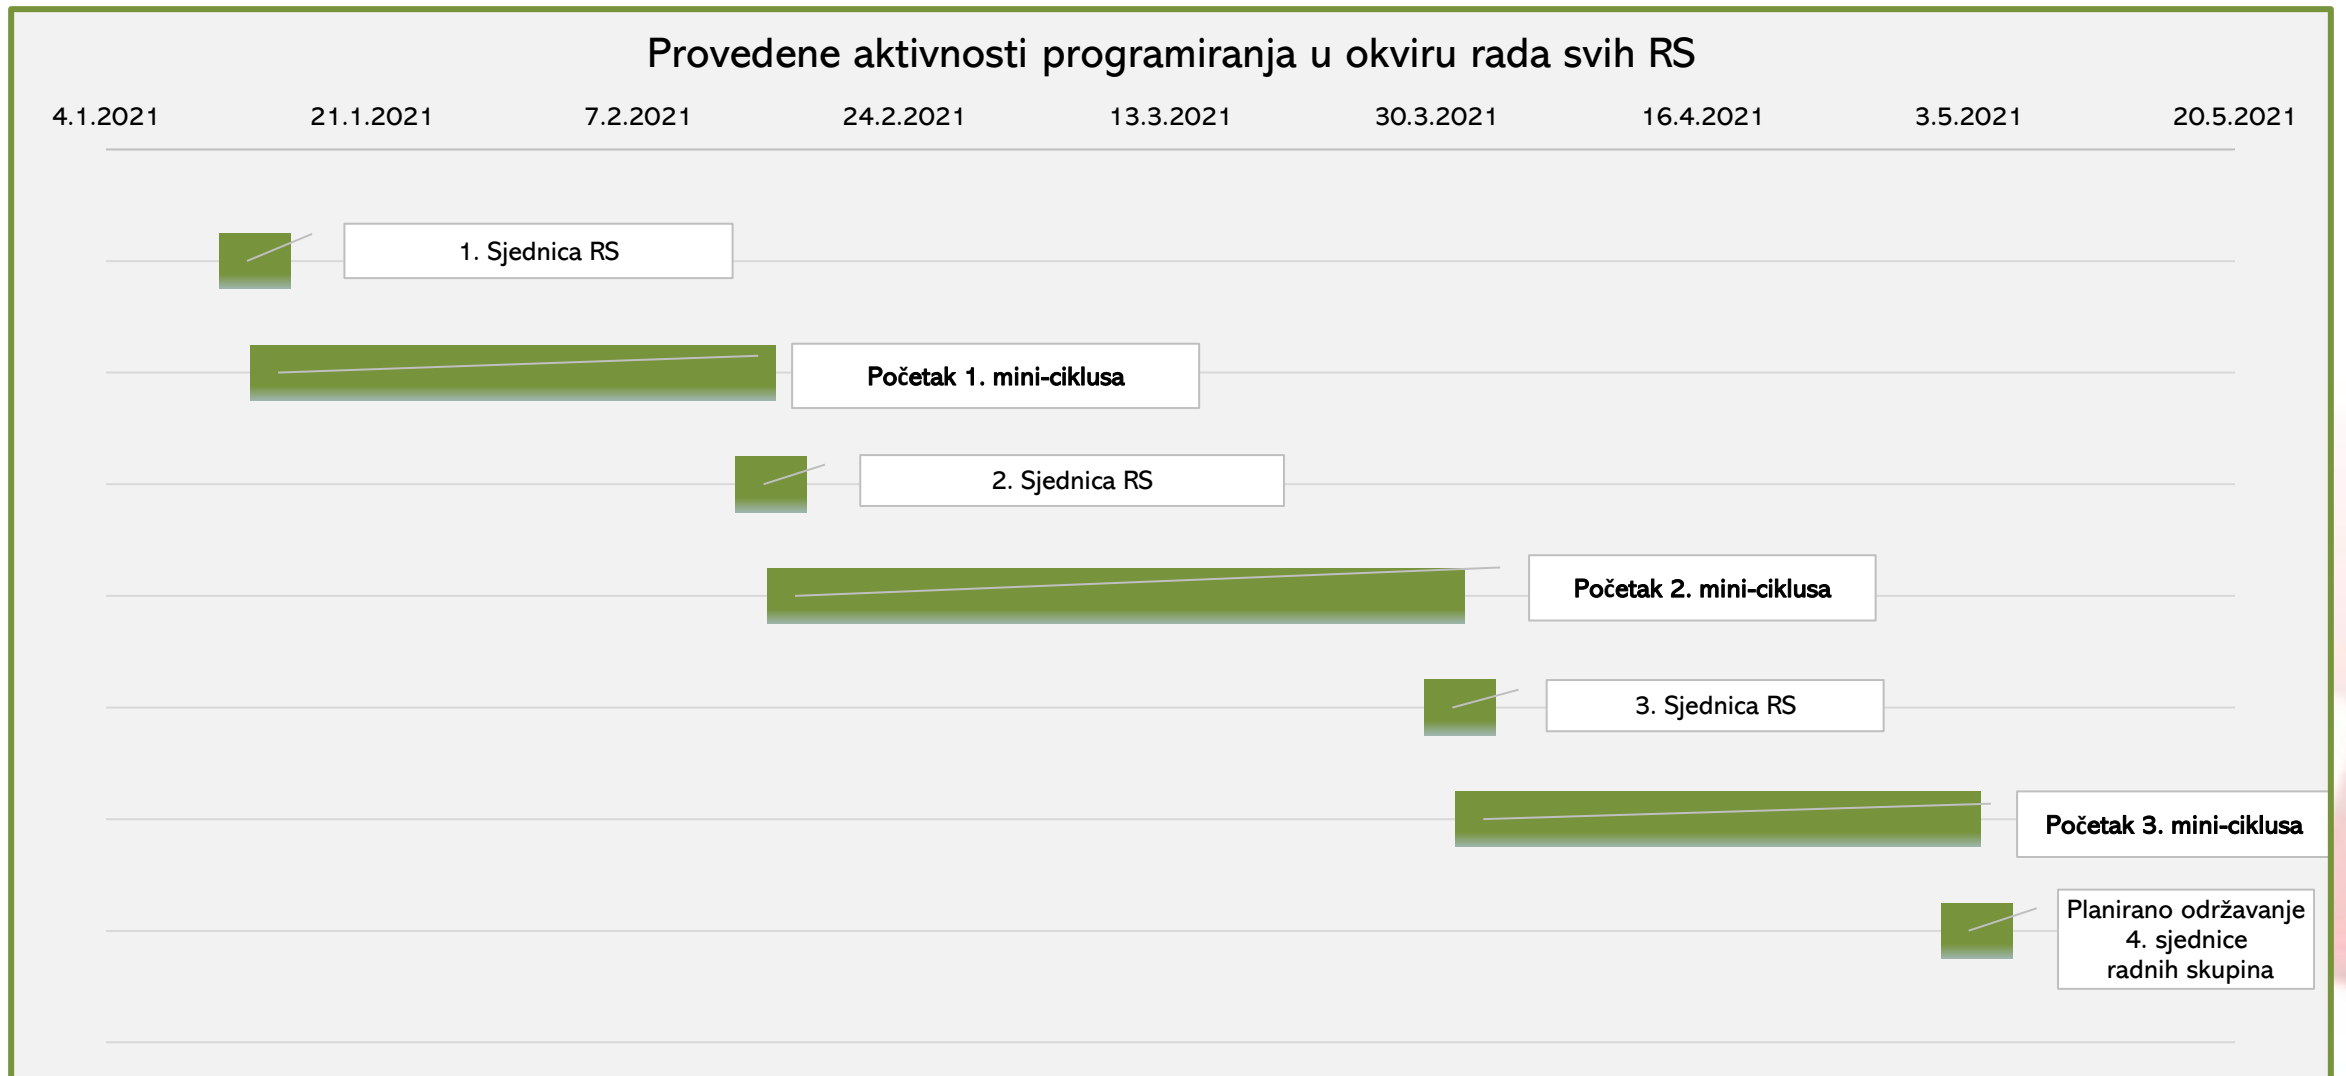 Provedene aktivnosti programiranja u okviru rada svih RS
4.1.2021 21.1.2021 7.2.2021 24.2.2021 13.3.2021 30.3.2021 16.4.2021 3.5.2021 20.5.2021
1. Sjednica RS
Početak 1. mini-ciklusa
2. Sjednica RS
Početak 2. mini-ciklusa
3. Sjednica RS
Početak 3. mini-ciklusa
Planirano održavanje
4. sjednice
radnih skupina